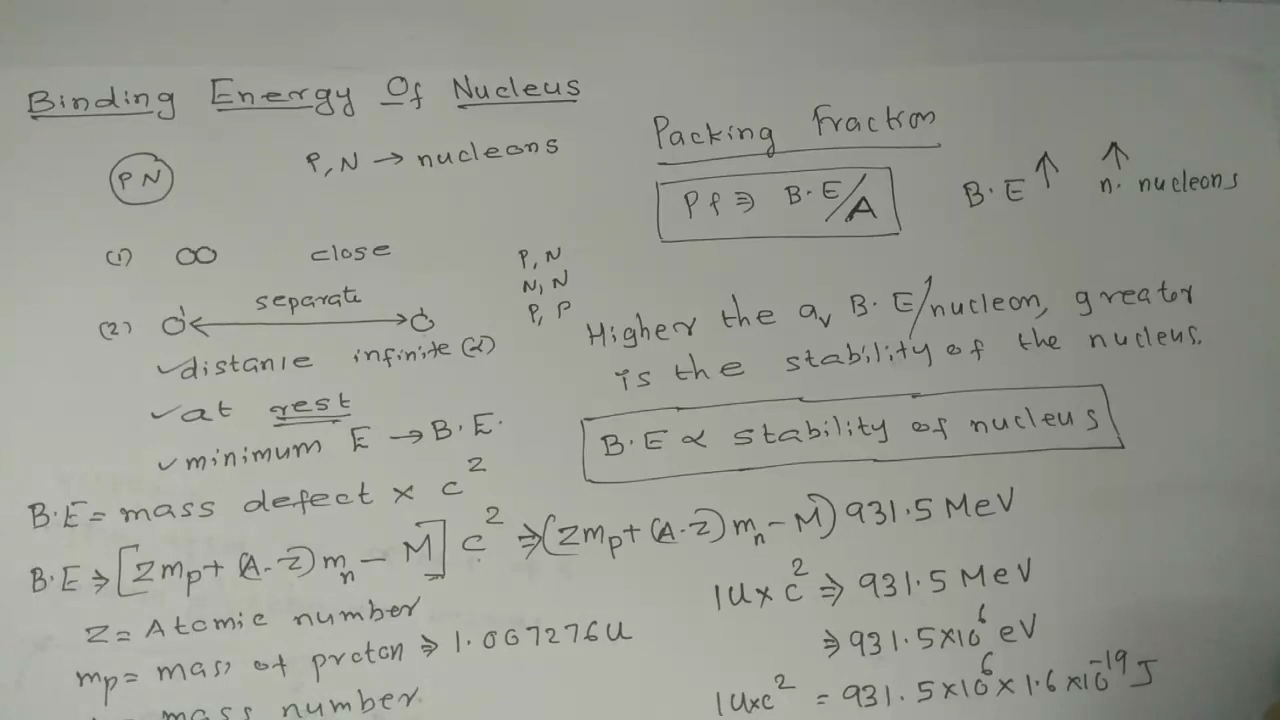 Binding Energy Of Nucleus
PN
P, N → nucleons
(1) OO close
(2) O ← separate → O
✓distance infinite (α)
✓at rest
✓minimum E → B.E.
P, N
N, N
P, P
B.E = mass defect × c²
B.E ⇒ [Zmp + (A-Z)mn - M] c² ⇒ (Zmp + (A-Z)mn - M) 931.5 MeV
Z = Atomic number
mp = mass of proton ⇒ 1.007276u
mass number.
Packing Fraction
Pf ⇒ B.E/A
B.E ↑ ↑
n. nucleons
Higher the av B.E/nucleon, greator
is the stability of the nucleus.
B.E ∝ stability of nucleus
1U×c² ⇒ 931.5 MeV
⇒ 931.5×10⁶ eV
1U×c² = 931.5×10⁶×1.6×10⁻¹⁹J